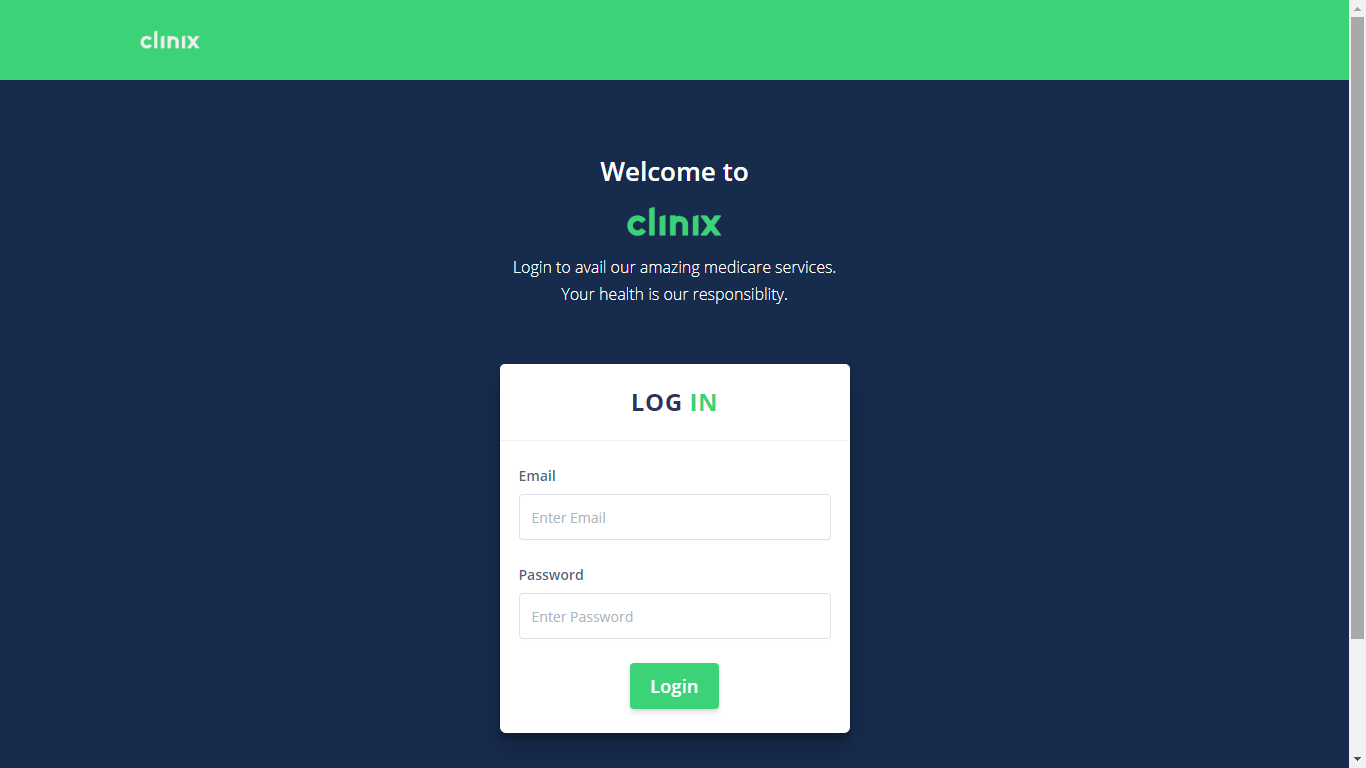 clinix
Welcome to
clinix
Login to avail our amazing medicare services.
Your health is our responsiblity.
LOG IN
Email
Enter Email
Password
Enter Password
Login